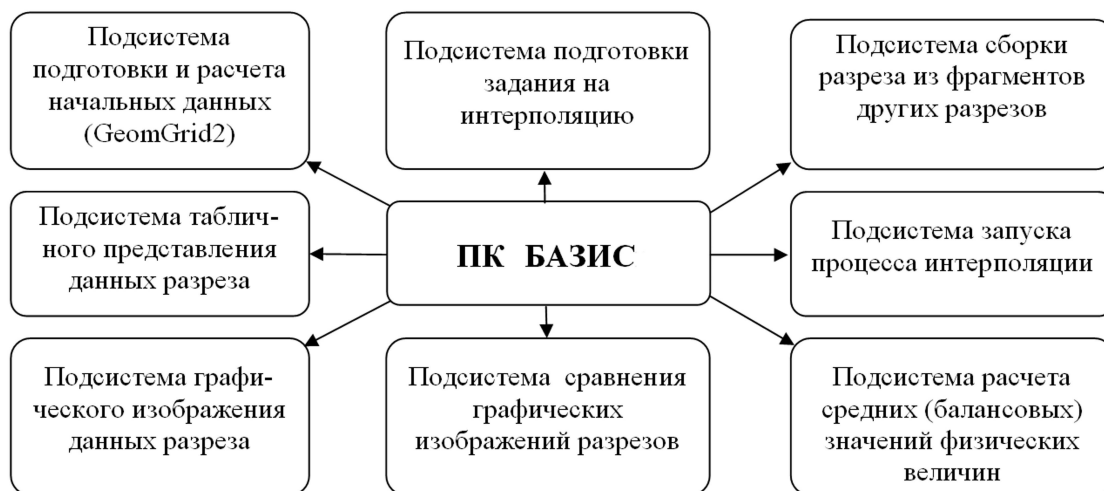 Подсистема
подготовки и расчета
начальных данных
(GeomGrid2)
Подсистема подготовки
задания на
интерполяцию
Подсистема сборки
разреза из фрагментов
других разрезов
Подсистема таблич-
ного представления
данных разреза
ПК БАЗИС
Подсистема запуска
процесса интерполяции
Подсистема графи-
ческого изображения
данных разреза
Подсистема сравнения
графических
изображений разрезов
Подсистема расчета
средних (балансовых)
значений физических
величин